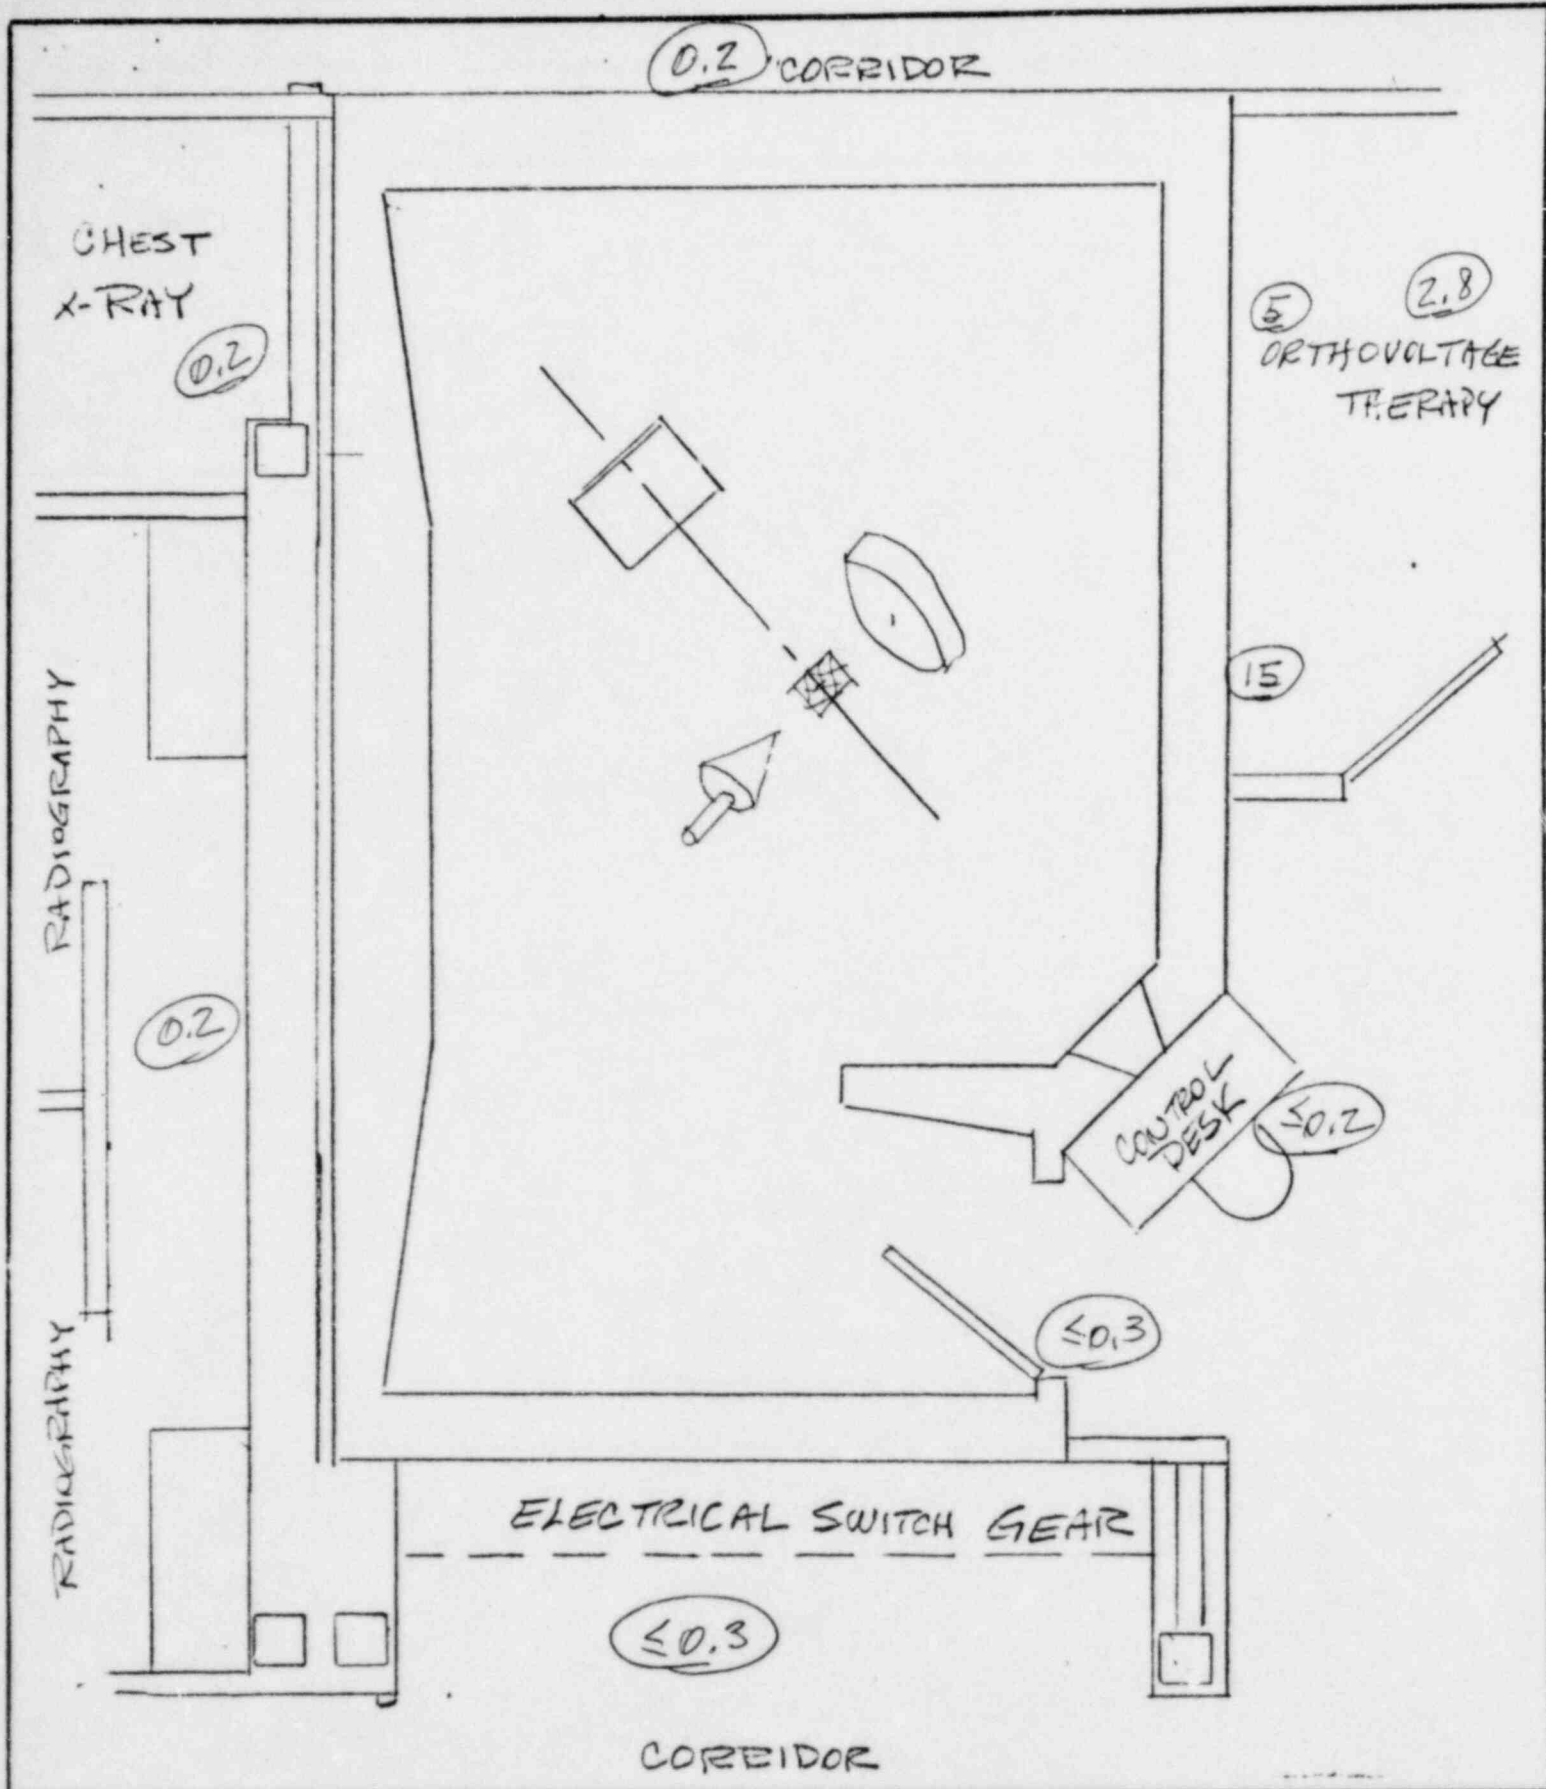 0.2 CORRIDOR
CHEST
X-RAY
0.2
5
2.8
ORTHOVOLTAGE
THERAPY
15
RADIOGRAPHY
0.2
CONTROL
DESK
≤0.2
≤0.3
RADIOGRAPHY
ELECTRICAL SWITCH GEAR
≤0.3
CORRIDOR